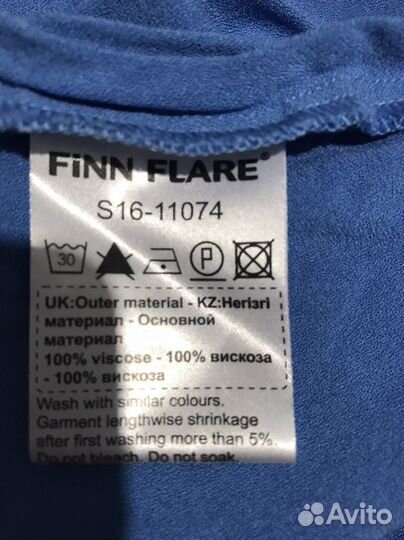 FiNN FLARE®
S16-11074
30 P
UK:Outer material - KZ:Негізгі
материал - Основной
материал
100% viscose - 100% вискоза
- 100% вискоза
Wash with similar colours.
Garment lengthwise shrinkage
after first washing more than 5%.
Do not bleach. Do not soak.
Avito